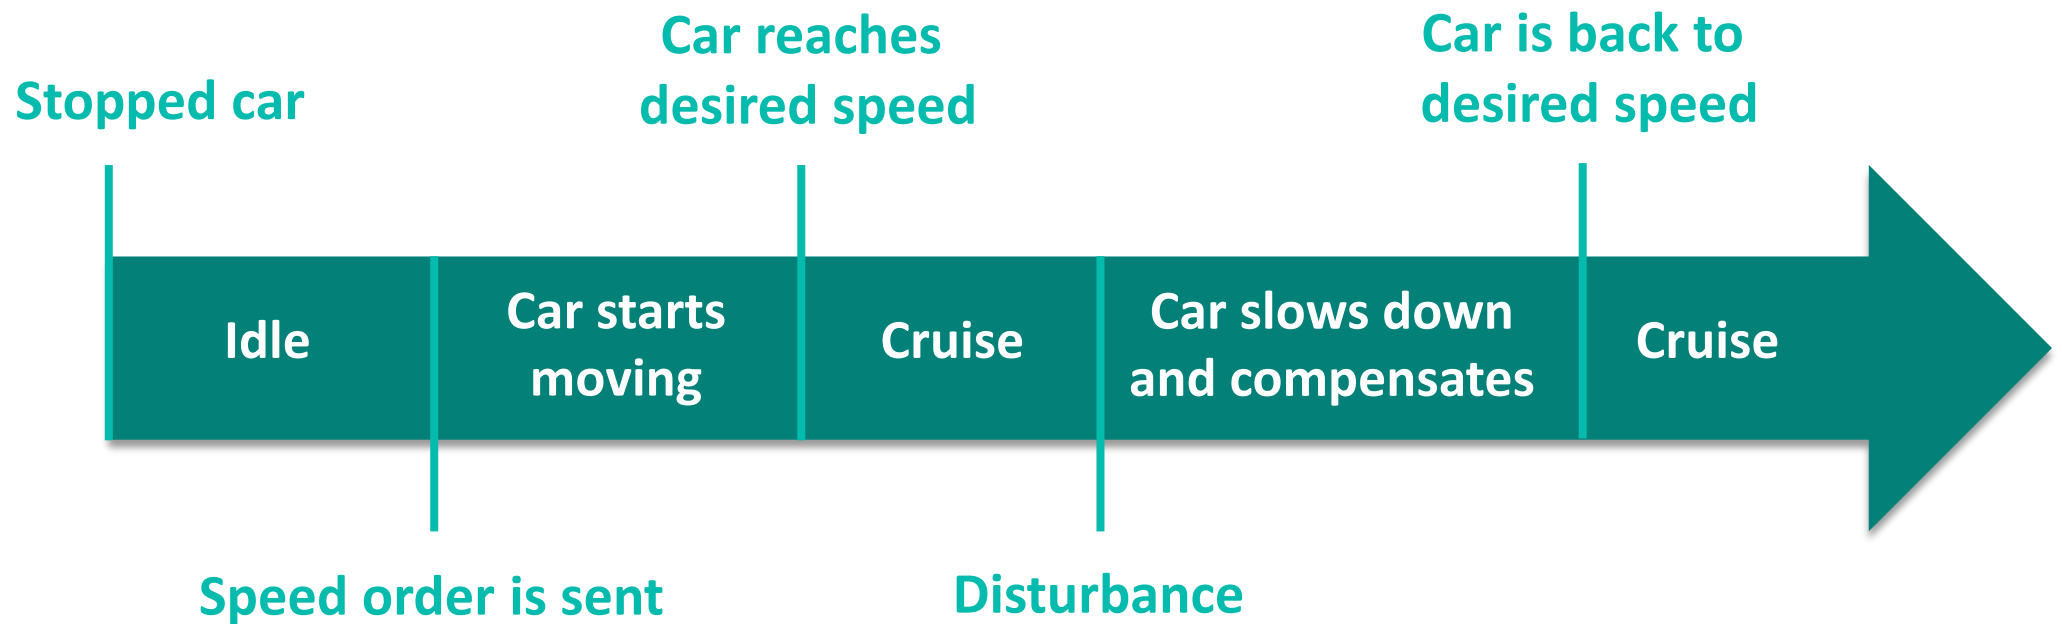 Stopped car
Car reaches
desired speed
Car is back to
desired speed
Idle
Car starts
moving
Cruise
Car slows down
and compensates
Cruise
Speed order is sent
Disturbance